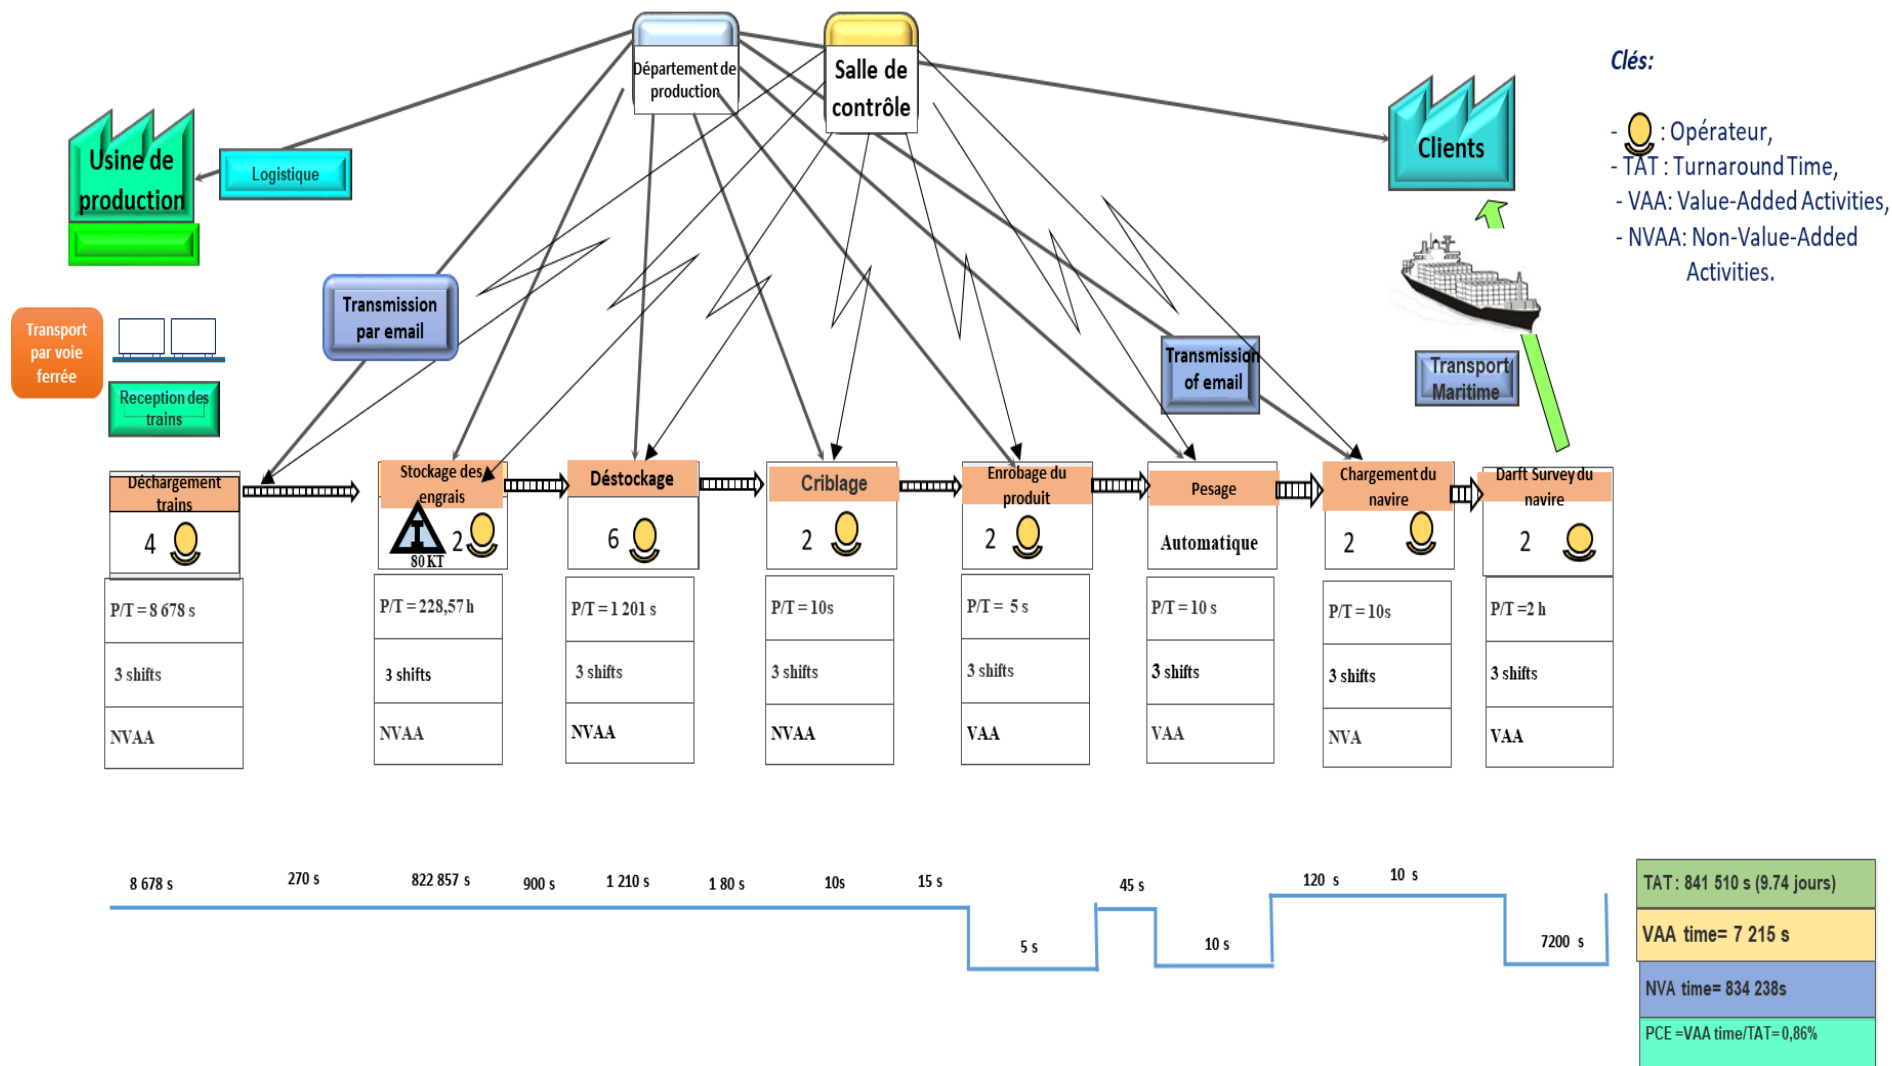 Département de
production
Salle de
contrôle
Clés:
- : Opérateur,
- TAT : Turnaround Time,
- VAA: Value-Added Activities,
- NVAA: Non-Value-Added
Activities.
Usine de
production
Logistique
Clients
Transmission
par email
Transport
par voie
ferrée
Reception des
trains
Transmission
of email
Transport
Maritime
Déchargement
trains
4
Stockage des
engrais
2
80 KT
Déstockage
6
Criblage
2
Enrobage du
produit
2
Pesage
Automatique
Chargement du
navire
2
Darft Survey du
navire
2
P/T = 8 678 s
P/T = 228,57 h
P/T = 1 201 s
P/T = 10s
P/T = 5 s
P/T = 10 s
P/T = 10s
P/T =2 h
3 shifts
3 shifts
3 shifts
3 shifts
3 shifts
3 shifts
3 shifts
3 shifts
NVAA
NVAA
NVAA
NVAA
VAA
VAA
NVA
VAA
8 678 s
270 s
822 857 s
900 s
1 210 s
1 80 s
10s
15 s
5 s
45 s
10 s
120 s
10 s
7200 s
TAT : 841 510 s (9.74 jours)
VAA time= 7 215 s
NVA time= 834 238s
PCE =VAA time/TAT= 0,86%